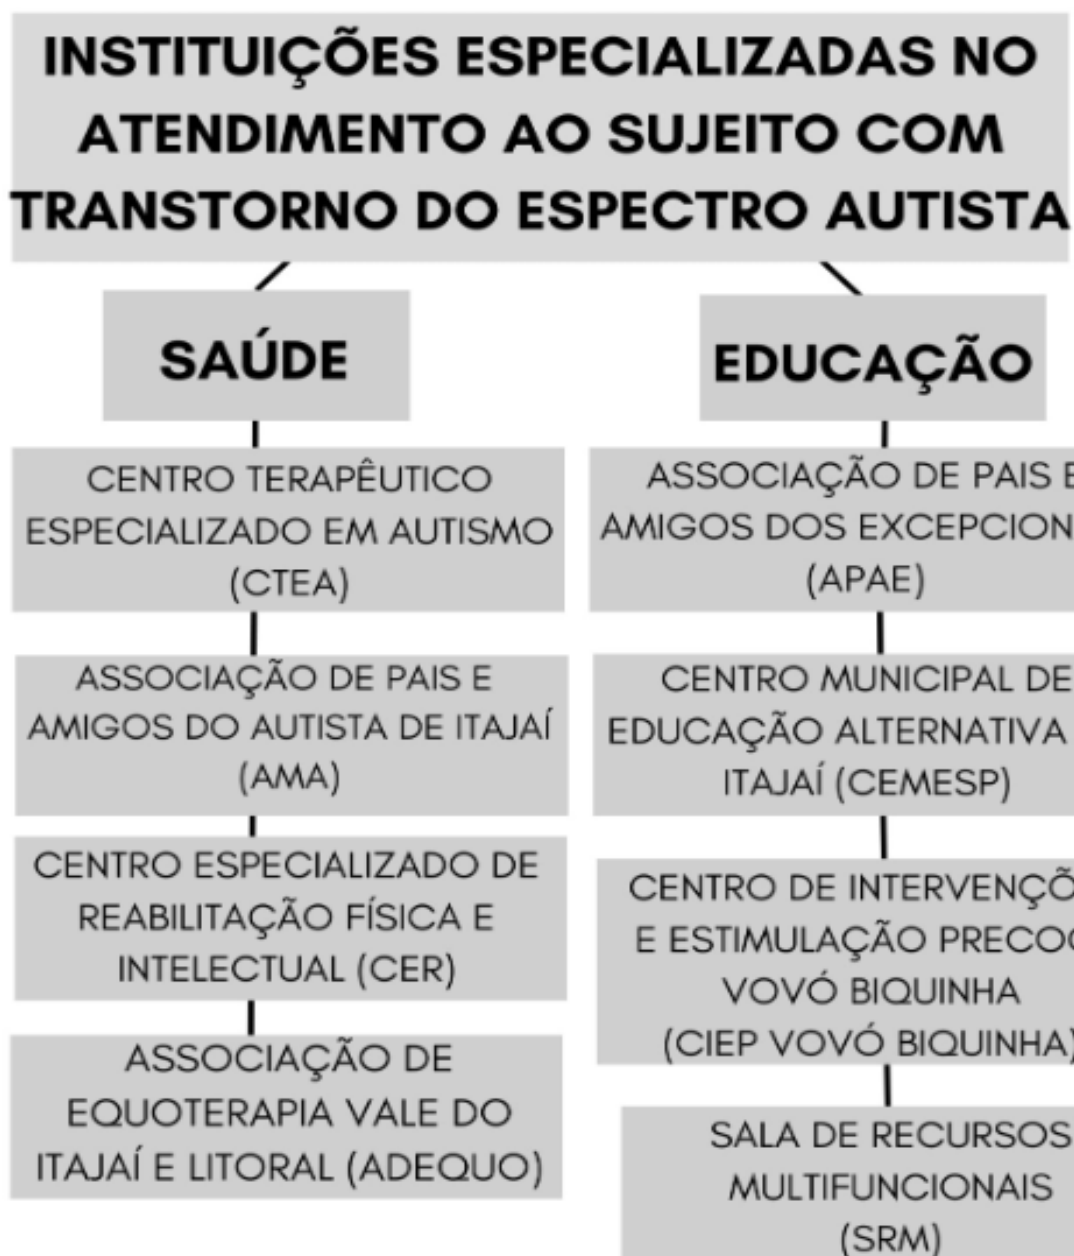 INSTITUIÇÕES ESPECIALIZADAS NO
ATENDIMENTO AO SUJEITO COM
TRANSTORNO DO ESPECTRO AUTISTA
SAÚDE
CENTRO TERAPÊUTICO
ESPECIALIZADO EM AUTISMO
(CTEA)
ASSOCIAÇÃO DE PAIS E
AMIGOS DO AUTISTA DE ITAJAÍ
(AMA)
CENTRO ESPECIALIZADO DE
REABILITAÇÃO FÍSICA E
INTELECTUAL (CER)
ASSOCIAÇÃO DE
EQUOTERAPIA VALE DO
ITAJAÍ E LITORAL (ADEQUO)
EDUCAÇÃO
ASSOCIAÇÃO DE PAIS E
AMIGOS DOS
(APAE)
CENTRO MUNICIPAL DE
EDUCAÇÃO ALTERNATIVA
ITAJAÍ (CEMESP)
CENTRO DE
E ESTIMULAÇÃO
VOVÓ BIQUINHA
(CIEP VOVÓ BIQUINHA)
SALA DE RECURSOS
MULTIFUNCIONAIS
(SRM)